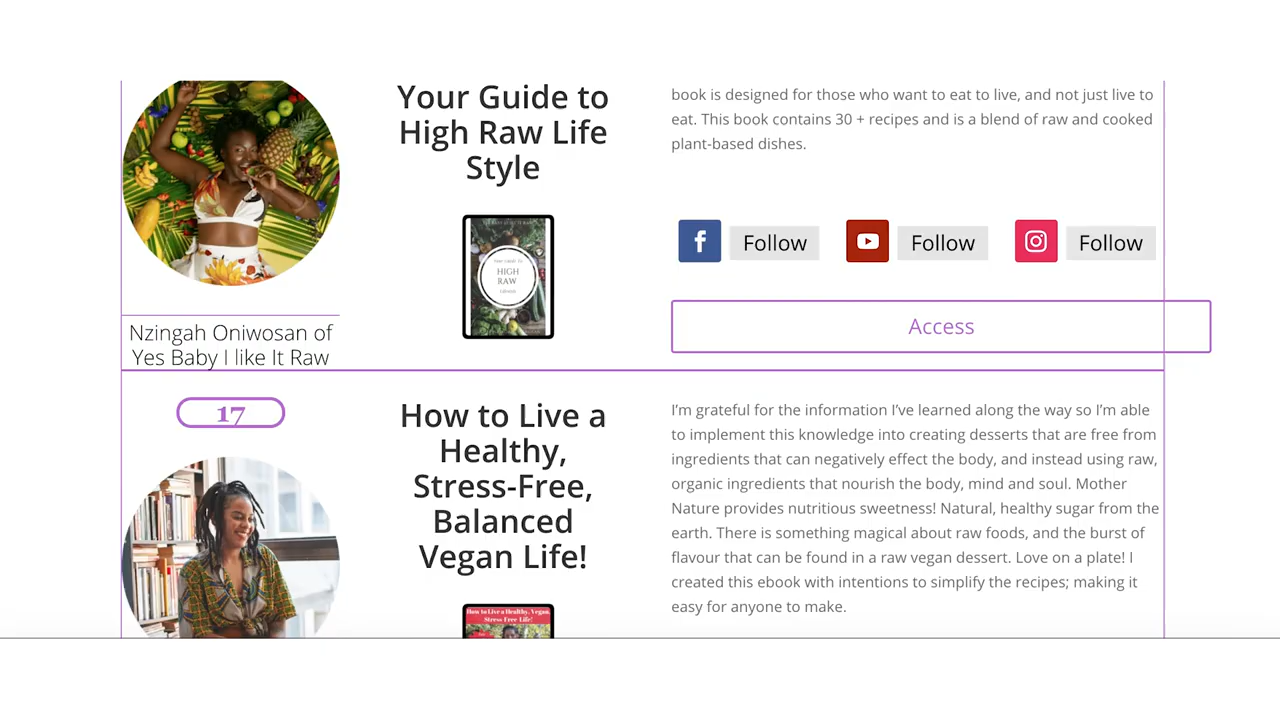 Your Guide to
High Raw Life
Style
HIGH
RAW
Nzingah Oniwosan of
Yes Baby I like It Raw
book is designed for those who want to eat to live, and not just live to
eat. This book contains 30 + recipes and is a blend of raw and cooked
plant-based dishes.
Follow
Follow
Follow
Access
17
How to Live a
Healthy,
Stress-Free,
Balanced
Vegan Life!
How to Live a Healthy, Vegan,
Stress Free Life!
I’m grateful for the information I’ve learned along the way so I’m able
to implement this knowledge into creating desserts that are free from
ingredients that can negatively effect the body, and instead using raw,
organic ingredients that nourish the body, mind and soul. Mother
Nature provides nutritious sweetness! Natural, healthy sugar from the
earth. There is something magical about raw foods, and the burst of
flavour that can be found in a raw vegan dessert. Love on a plate! I
created this ebook with intentions to simplify the recipes; making it
easy for anyone to make.